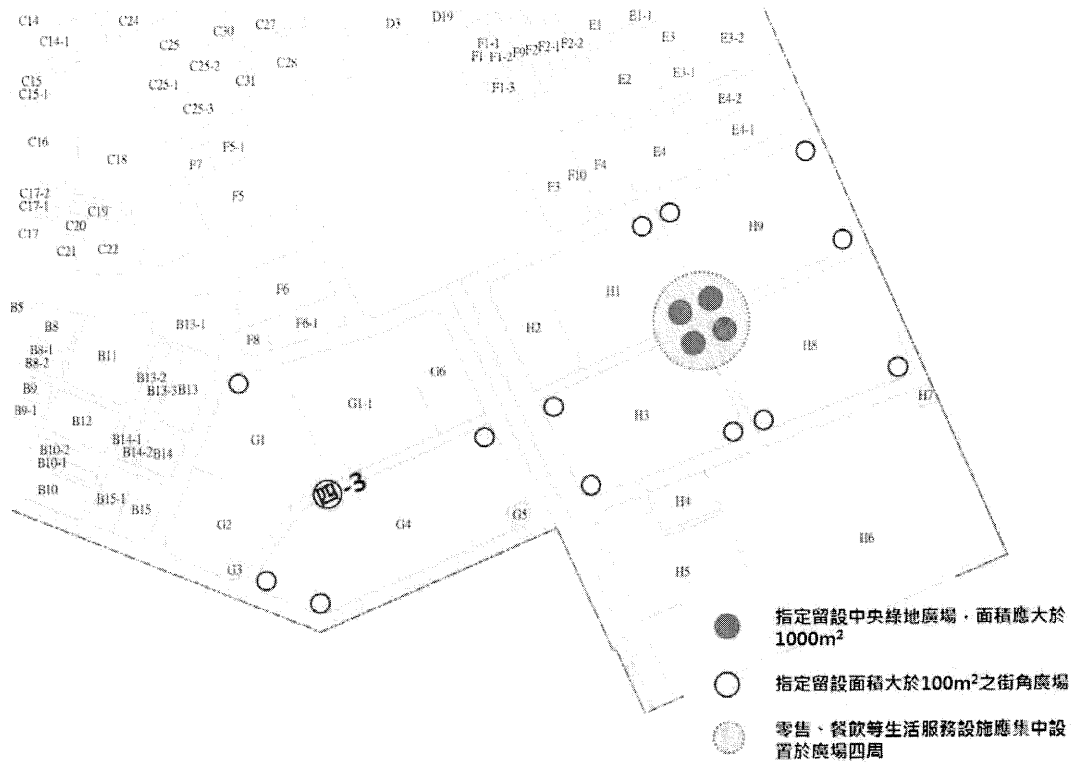 C14
C24
C30
C27
D3
D19
E1-1
C14-1
C25
F1-1
F1
F1-2
F9
F2
F2-1
F2-2
E1
E3
E3-2
C25-2
C28
C15
C15-1
C25-1
C31
F1-3
E2
E3-1
C25-3
E4-2
E4-1
C16
C18
F7
F5-1
E4
F3
F10
F4
C17-2
C17-1
C19
F5
C17
C20
C21
C22
H9
B5
F6
H1
B8
B13-1
F6-1
H2
B8-1
B8-2
B11
F8
H8
B9
B13-2
B13-3
B13
G6
H7
B9-1
B12
G1-1
H3
B14-1
B14-2
B14
G1
B10-2
B10-1
B10
B15-1
B15
四-3
H4
G2
G4
G5
H6
G3
H5
指定留設中央綠地廣場，面積應大於
1000m²
指定留設面積大於100m²之街角廣場
零售、餐飲等生活服務設施應集中設
置於廣場四周